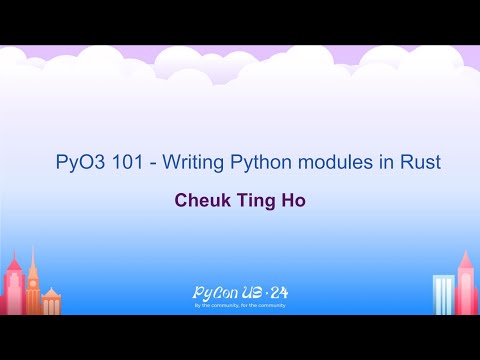 PyO3 101 - Writing Python modules in Rust
Cheuk Ting Ho
PyCon US · 24
By the community, for the community